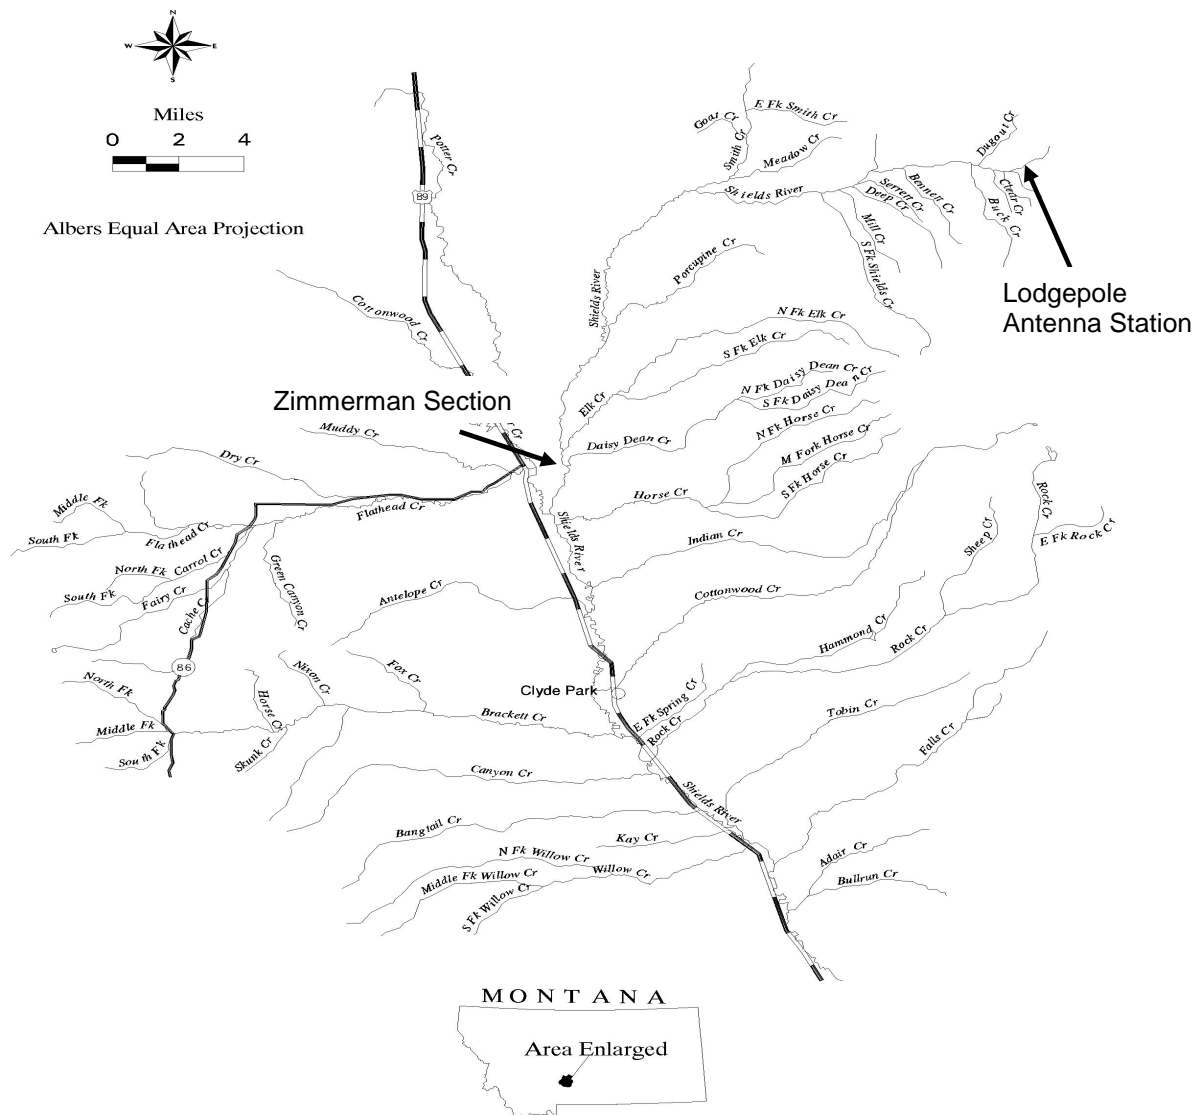 N
W E
S
Miles
0 2 4
Albers Equal Area Projection
Potter Cr
89
Cottonwood Cr
Goat Cr
E Fk Smith Cr
Smith Cr
Meadow Cr
Dugout Cr
Shields River
Serrett Cr
Bennett Cr
Deep Cr
Clear Cr
Buck Cr
Mill Cr
S Fk Shields Cr
Lodgepole
Antenna Station
Porcupine Cr
Shields River
N Fk Elk Cr
S Fk Elk Cr
Elk Cr
N Fk Daisy Dean Cr
S Fk Daisy Dean Cr
Daisy Dean Cr
N Fk Horse Cr
M Fork Horse Cr
S Fk Horse Cr
Horse Cr
Zimmerman Section
Muddy Cr
Cr
Dry Cr
Middle Fk
South Fk
Flathead Cr
Flathead Cr
North Fk
Carrol Cr
South Fk
Fairy Cr
Cache Cr
Green Canyon Cr
Shields River
Indian Cr
Rock Cr
Sheep Cr
E Fk Rock Cr
Antelope Cr
Cottonwood Cr
Hammond Cr
Rock Cr
86
North Fk
Middle Fk
South Fk
Horse Cr
Nixon Cr
Skunk Cr
Fox Cr
Clyde Park
Brackett Cr
E Fk Spring Cr
Rock Cr
Tobin Cr
Falls Cr
Canyon Cr
Shields River
Bangtail Cr
Kay Cr
N Fk Willow Cr
Middle Fk Willow Cr
Willow Cr
S Fk Willow Cr
Adair Cr
Bullrun Cr
MONTANA
Area Enlarged